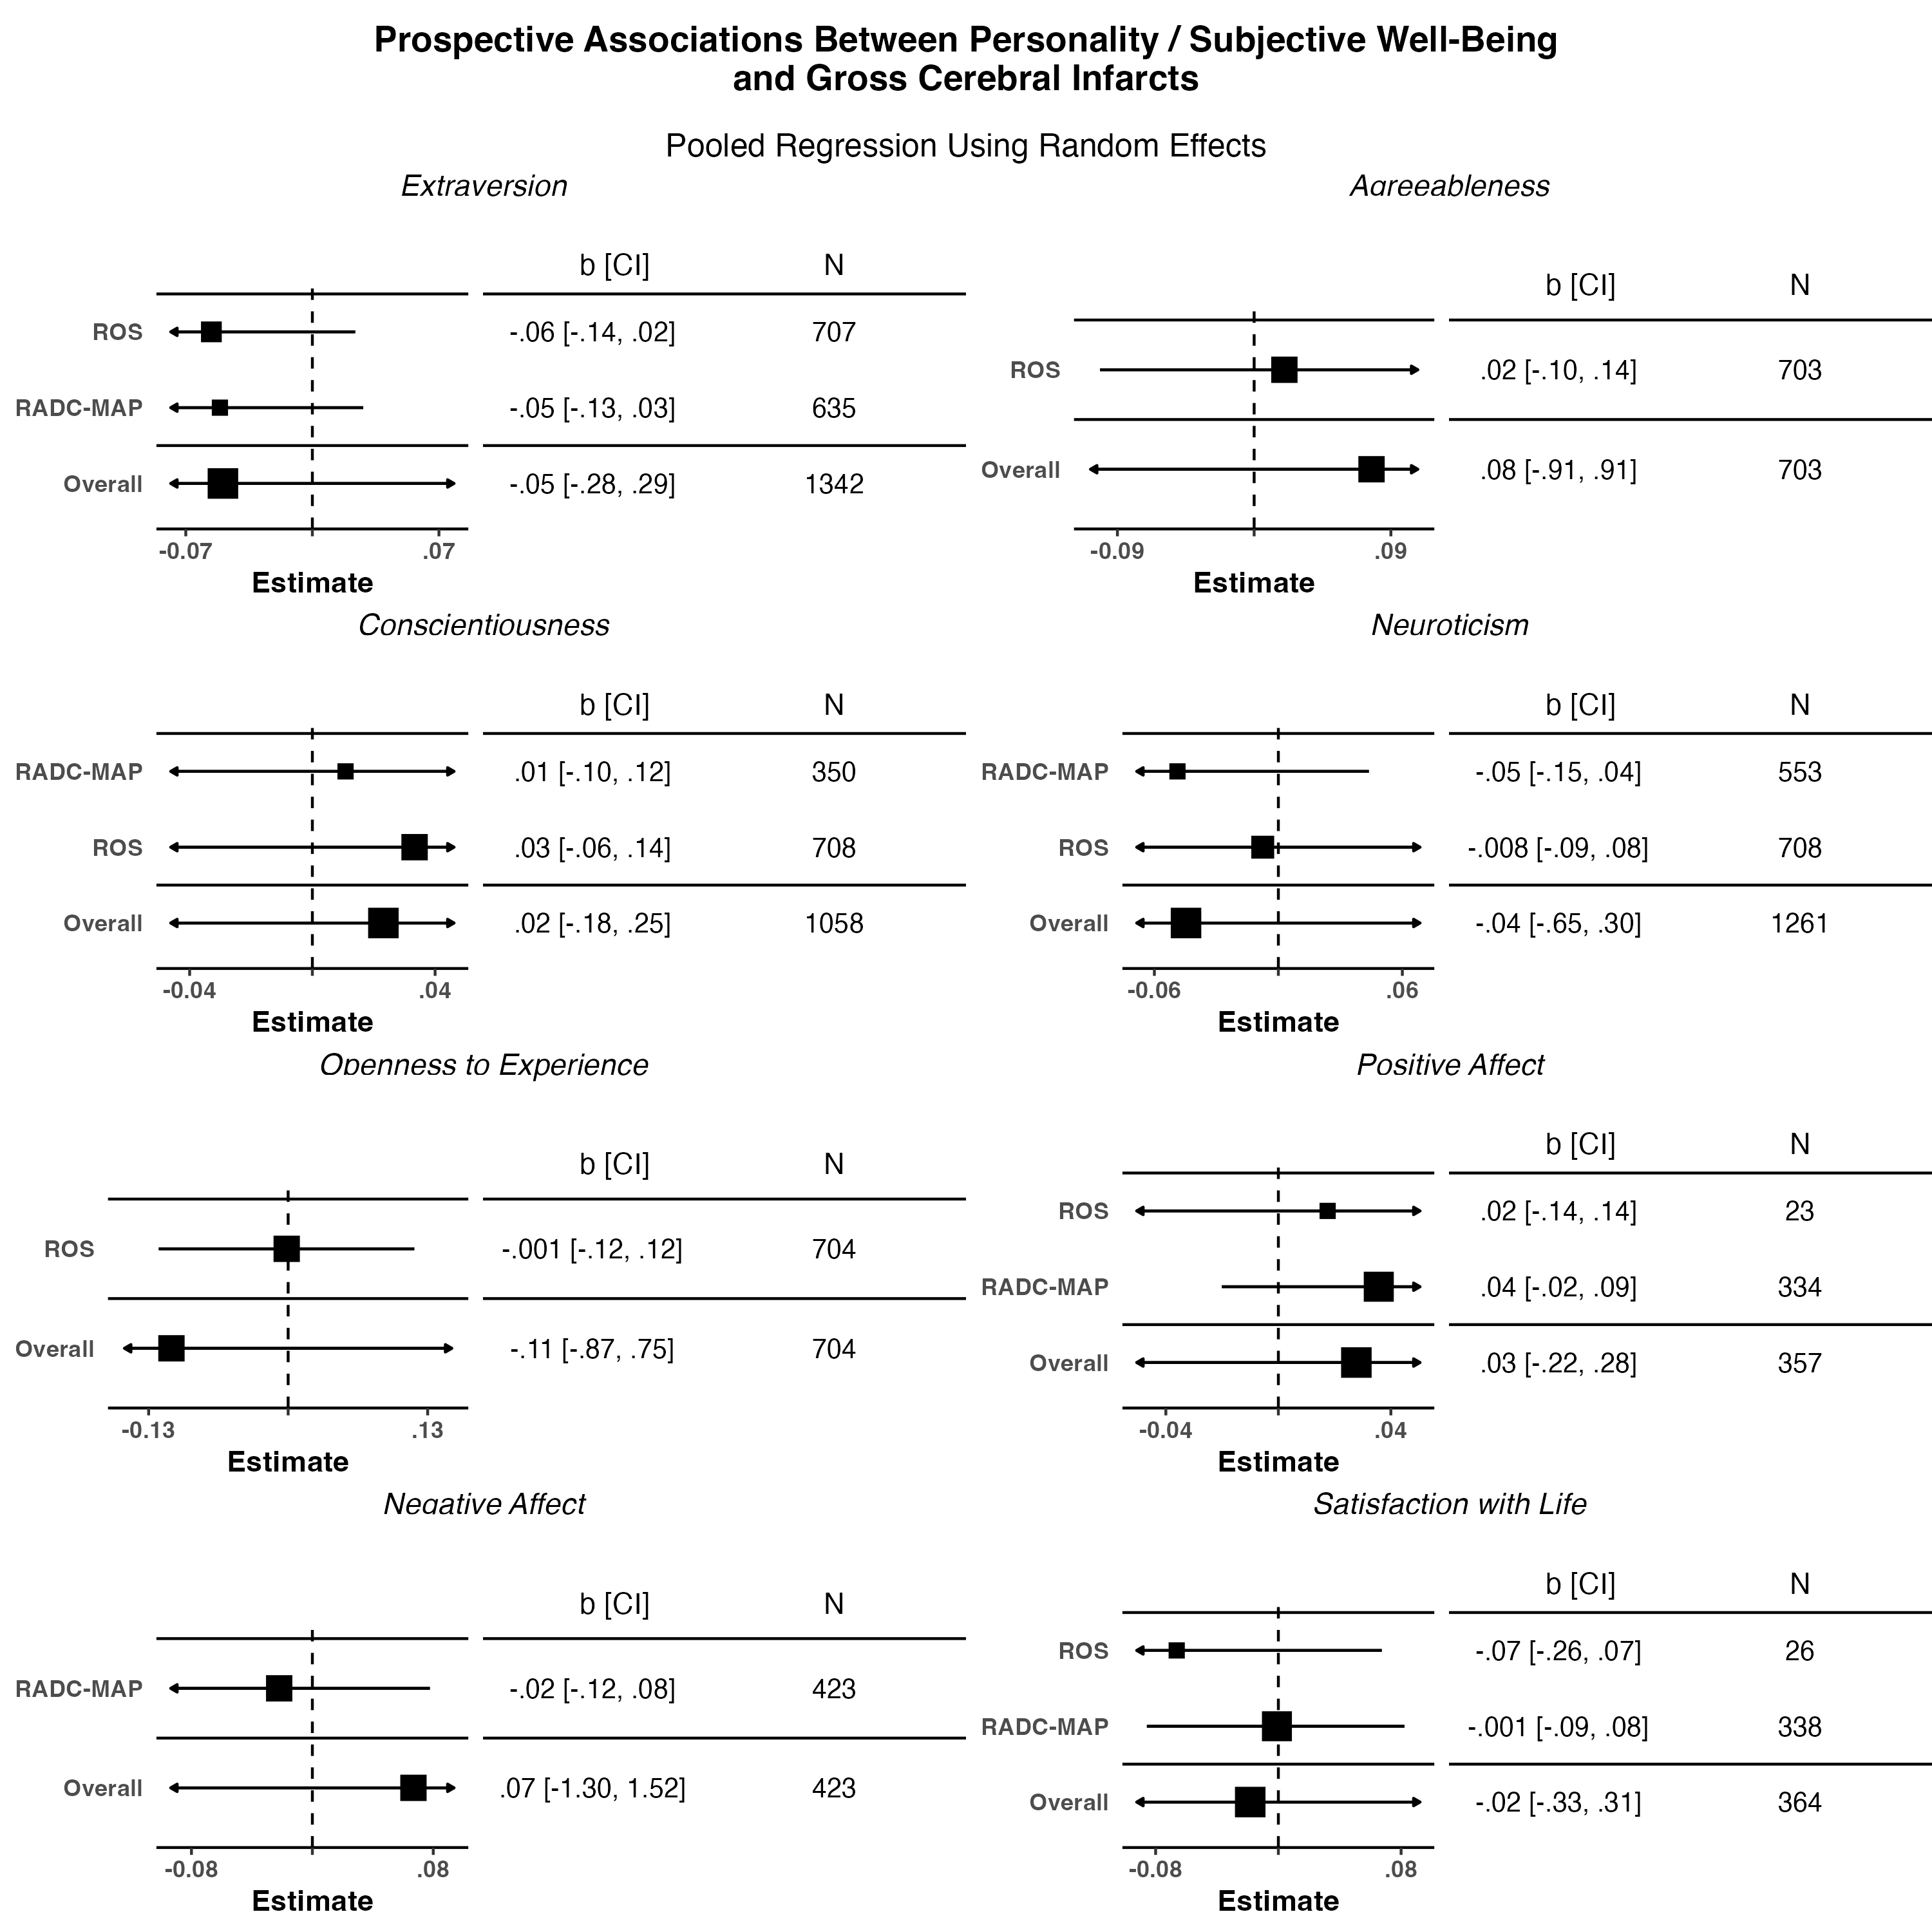 Prospective Associations Between Personality / Subjective Well-Being
and Gross Cerebral Infarcts
Pooled Regression Using Random Effects
Extraversion
b [CI] N
ROS -.06 [-.14, .02] 707
RADC-MAP -.05 [-.13, .03] 635
Overall -.05 [-.28, .29] 1342
-0.07 .07
Estimate
Agreeableness
b [CI] N
ROS .02 [-.10, .14] 703
Overall .08 [-.91, .91] 703
-0.09 .09
Estimate
Conscientiousness
b [CI] N
RADC-MAP .01 [-.10, .12] 350
ROS .03 [-.06, .14] 708
Overall .02 [-.18, .25] 1058
-0.04 .04
Estimate
Neuroticism
b [CI] N
RADC-MAP -.05 [-.15, .04] 553
ROS -.008 [-.09, .08] 708
Overall -.04 [-.65, .30] 1261
-0.06 .06
Estimate
Openness to Experience
b [CI] N
ROS -.001 [-.12, .12] 704
Overall -.11 [-.87, .75] 704
-0.13 .13
Estimate
Positive Affect
b [CI] N
ROS .02 [-.14, .14] 23
RADC-MAP .04 [-.02, .09] 334
Overall .03 [-.22, .28] 357
-0.04 .04
Estimate
Negative Affect
b [CI] N
RADC-MAP -.02 [-.12, .08] 423
Overall .07 [-1.30, 1.52] 423
-0.08 .08
Estimate
Satisfaction with Life
b [CI] N
ROS -.07 [-.26, .07] 26
RADC-MAP -.001 [-.09, .08] 338
Overall -.02 [-.33, .31] 364
-0.08 .08
Estimate